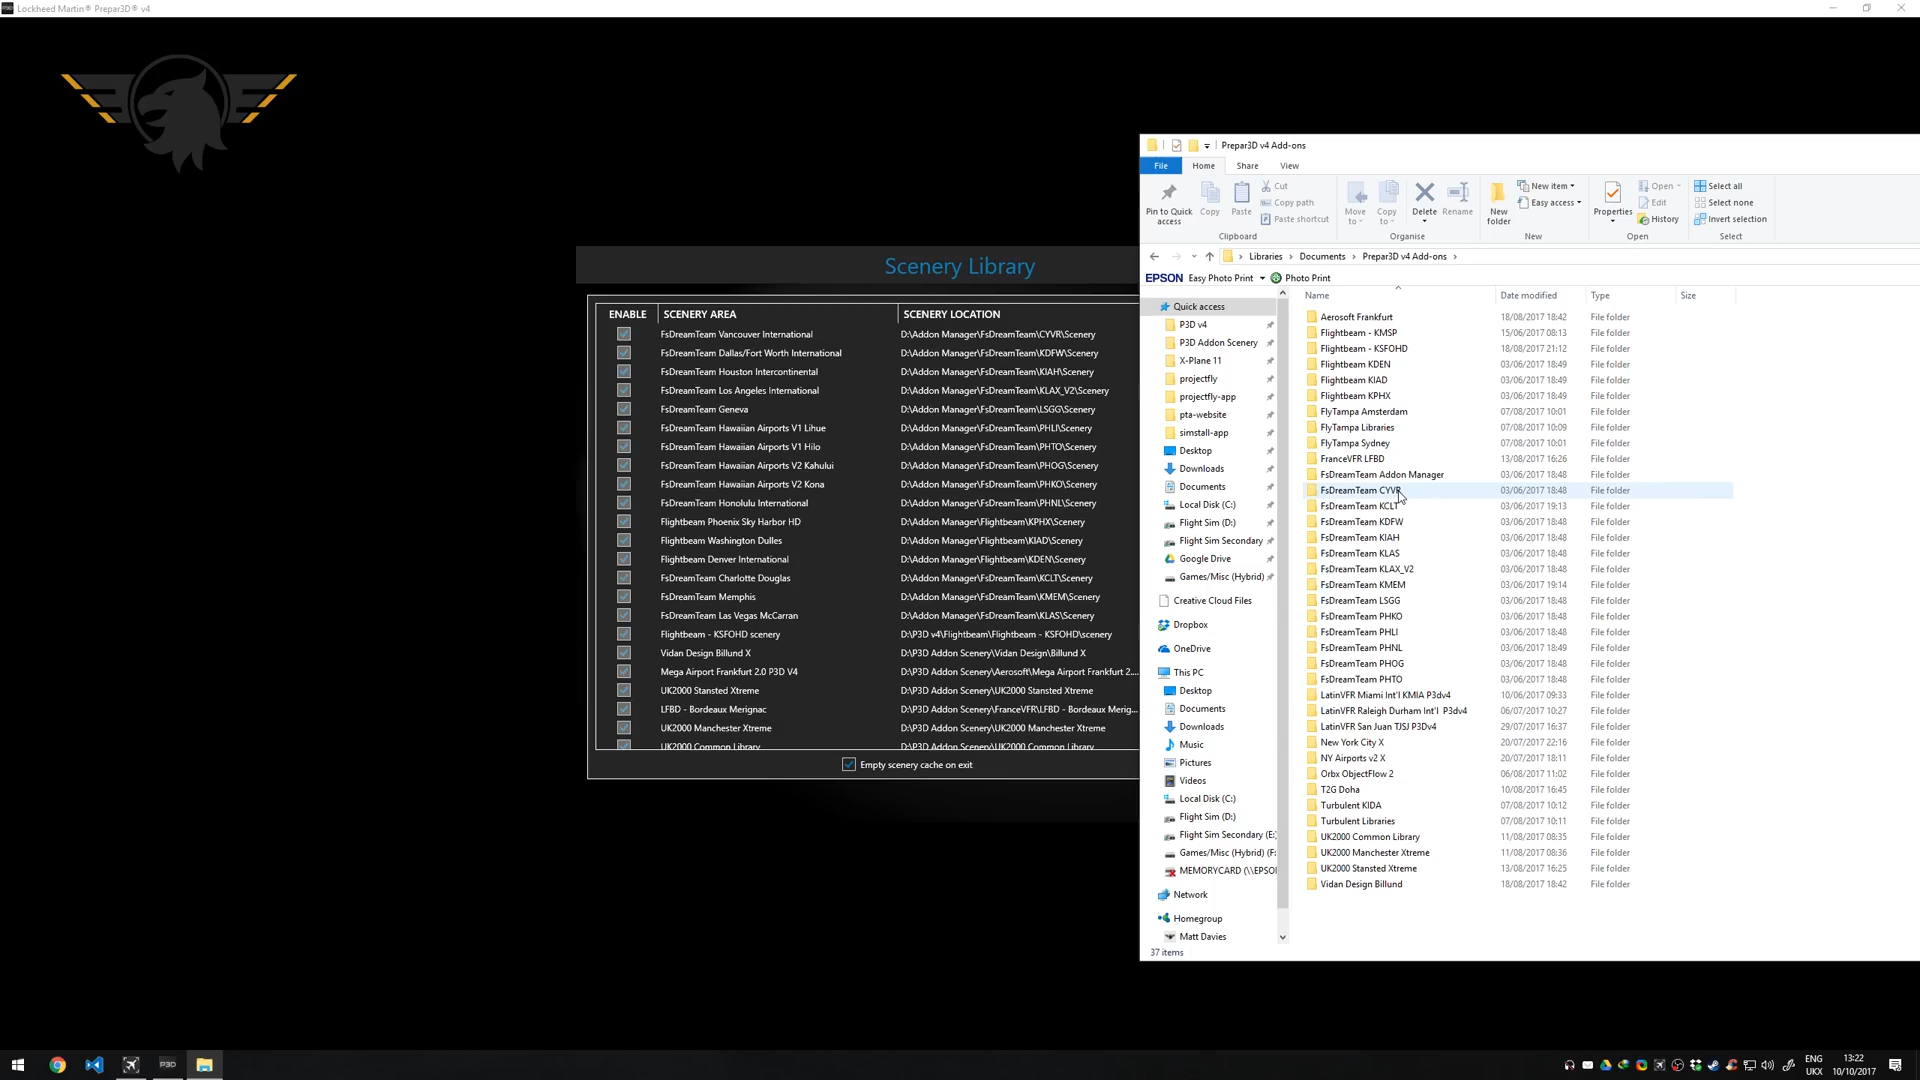 Lockheed Martin® Prepar3D® v4
Prepar3D v4 Add-ons
File Home Share View
Pin to Quick access
Copy
Paste
Cut
Copy path
Paste shortcut
Clipboard
Move to
Copy to
Delete
Rename
Organise
New folder
New item
Easy access
New
Properties
Open
Edit
History
Open
Select all
Select none
Invert selection
Select
Libraries > Documents > Prepar3D v4 Add-ons >
EPSON Easy Photo Print Photo Print
Scenery Library
ENABLE SCENERY AREA SCENERY LOCATION
FsDreamTeam Vancouver International D:\Addon Manager\FsDreamTeam\CYVR\Scenery
FsDreamTeam Dallas/Fort Worth International D:\Addon Manager\FsDreamTeam\KDFW\Scenery
FsDreamTeam Houston Intercontinental D:\Addon Manager\FsDreamTeam\KIAH\Scenery
FsDreamTeam Los Angeles International D:\Addon Manager\FsDreamTeam\KLAX_V2\Scenery
FsDreamTeam Geneva D:\Addon Manager\FsDreamTeam\LSGG\Scenery
FsDreamTeam Hawaiian Airports V1 Lihue D:\Addon Manager\FsDreamTeam\PHLI\Scenery
FsDreamTeam Hawaiian Airports V1 Hilo D:\Addon Manager\FsDreamTeam\PHTO\Scenery
FsDreamTeam Hawaiian Airports V2 Kahului D:\Addon Manager\FsDreamTeam\PHOG\Scenery
FsDreamTeam Hawaiian Airports V2 Kona D:\Addon Manager\FsDreamTeam\PHKO\Scenery
FsDreamTeam Honolulu International D:\Addon Manager\FsDreamTeam\PHNL\Scenery
Flightbeam Phoenix Sky Harbor HD D:\Addon Manager\Flightbeam\KPHX\Scenery
Flightbeam Washington Dulles D:\Addon Manager\Flightbeam\KIAD\Scenery
Flightbeam Denver International D:\Addon Manager\Flightbeam\KDEN\Scenery
FsDreamTeam Charlotte Douglas D:\Addon Manager\FsDreamTeam\KCLT\Scenery
FsDreamTeam Memphis D:\Addon Manager\FsDreamTeam\KMEM\Scenery
FsDreamTeam Las Vegas McCarran D:\Addon Manager\FsDreamTeam\KLAS\Scenery
Flightbeam - KSFOHD scenery D:\P3D v4\Flightbeam\Flightbeam - KSFOHD\scenery
Vidan Design Billund X D:\P3D Addon Scenery\Vidan Design\Billund X
Mega Airport Frankfurt 2.0 P3D V4 D:\P3D Addon Scenery\Aerosoft\Mega Airport Frankfurt 2....
UK2000 Stansted Xtreme D:\P3D Addon Scenery\UK2000 Stansted Xtreme
LFBD - Bordeaux Merignac D:\P3D Addon Scenery\FranceVFR\LFBD - Bordeaux Merig...
UK2000 Manchester Xtreme D:\P3D Addon Scenery\UK2000 Manchester Xtreme
UK2000 Common Library D:\P3D Addon Scenery\UK2000 Common Library
Empty scenery cache on exit
Quick access
P3D v4
P3D Addon Scenery
X-Plane 11
projectfly
projectfly-app
pta-website
simstall-app
Desktop
Downloads
Documents
Local Disk (C:)
Flight Sim (D:)
Flight Sim Secondary
Google Drive
Games/Misc (Hybrid)
Creative Cloud Files
Dropbox
OneDrive
This PC
Desktop
Documents
Downloads
Music
Pictures
Videos
Local Disk (C:)
Flight Sim (D:)
Flight Sim Secondary (E:
Games/Misc (Hybrid) (F:
MEMORYCARD (\\EPSO
Network
Homegroup
Matt Davies
Name Date modified Type Size
Aerosoft Frankfurt 18/08/2017 18:42 File folder
Flightbeam - KMSP 15/06/2017 08:13 File folder
Flightbeam - KSFOHD 18/08/2017 21:12 File folder
Flightbeam KDEN 03/06/2017 18:49 File folder
Flightbeam KIAD 03/06/2017 18:49 File folder
Flightbeam KPHX 03/06/2017 18:49 File folder
FlyTampa Amsterdam 07/08/2017 10:01 File folder
FlyTampa Libraries 07/08/2017 10:09 File folder
FlyTampa Sydney 07/08/2017 10:01 File folder
FranceVFR LFBD 13/08/2017 16:26 File folder
FsDreamTeam Addon Manager 03/06/2017 18:48 File folder
FsDreamTeam CYVR 03/06/2017 18:48 File folder
FsDreamTeam KCLT 03/06/2017 19:13 File folder
FsDreamTeam KDFW 03/06/2017 18:48 File folder
FsDreamTeam KIAH 03/06/2017 18:48 File folder
FsDreamTeam KLAS 03/06/2017 18:48 File folder
FsDreamTeam KLAX_V2 03/06/2017 18:48 File folder
FsDreamTeam KMEM 03/06/2017 19:14 File folder
FsDreamTeam LSGG 03/06/2017 18:48 File folder
FsDreamTeam PHKO 03/06/2017 18:48 File folder
FsDreamTeam PHLI 03/06/2017 18:48 File folder
FsDreamTeam PHNL 03/06/2017 18:49 File folder
FsDreamTeam PHOG 03/06/2017 18:48 File folder
FsDreamTeam PHTO 03/06/2017 18:48 File folder
LatinVFR Miami Int'l KMIA P3dv4 10/06/2017 09:33 File folder
LatinVFR Raleigh Durham Int'l P3dv4 06/07/2017 10:27 File folder
LatinVFR San Juan TJSJ P3Dv4 29/07/2017 16:37 File folder
New York City X 20/07/2017 22:16 File folder
NY Airports v2 X 20/07/2017 18:11 File folder
Orbx ObjectFlow 2 06/08/2017 11:02 File folder
T2G Doha 10/08/2017 16:45 File folder
Turbulent KIDA 07/08/2017 10:12 File folder
Turbulent Libraries 07/08/2017 10:11 File folder
UK2000 Common Library 11/08/2017 08:35 File folder
UK2000 Manchester Xtreme 11/08/2017 08:36 File folder
UK2000 Stansted Xtreme 13/08/2017 16:25 File folder
Vidan Design Billund 18/08/2017 18:42 File folder
37 items
P3D
ENG
UKX
13:22
10/10/2017